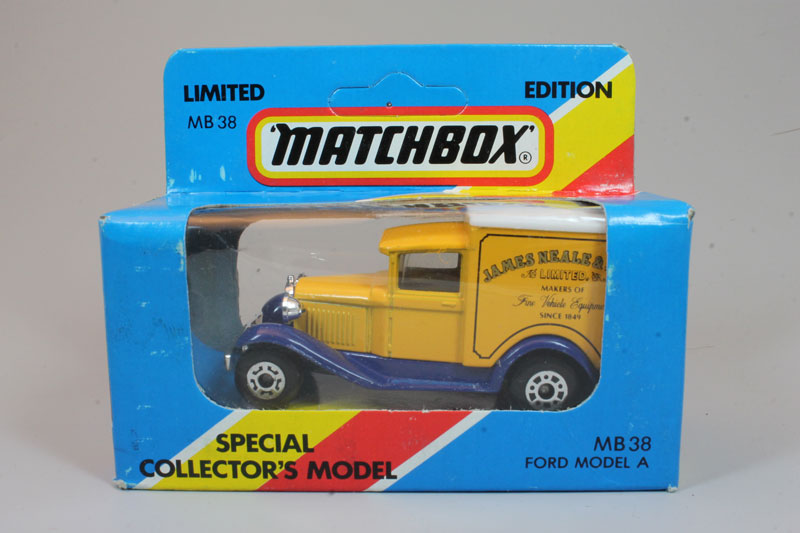 LIMITED
EDITION
MB 38
'MATCHBOX'®
JAMES NEALE &
LIMITED.
MAKERS OF
Fine Vehicle
SINCE 1849
SPECIAL
COLLECTOR'S MODEL
MB 38
FORD MODEL A